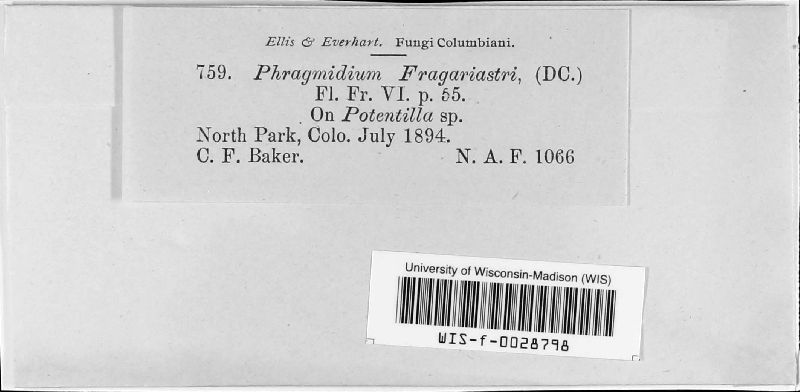 Ellis & Everhart. Fungi Columbiani.
759. Phragmidium Fragariastri, (DC.)
Fl. Fr. VI. p. 55.
On Potentilla sp.
North Park, Colo. July 1894.
C. F. Baker. N. A. F. 1066
University of Wisconsin-Madison (WIS)
WIS-f-0028798